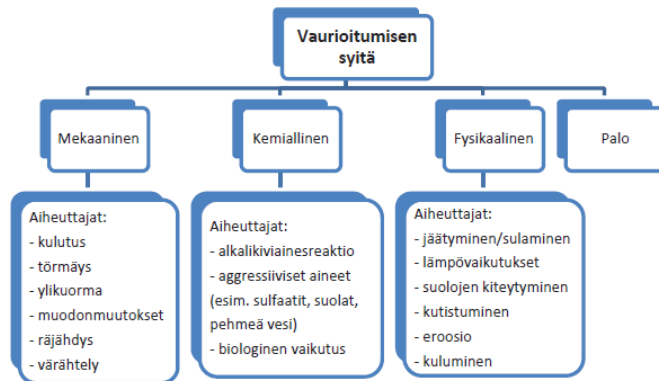 Vaurioitumisen
syitä
Mekaaninen
Kemiallinen
Fysikaalinen
Palo
Aiheuttajat:
- kulutus
- törmäys
- ylikuorma
- muodonmuutokset
- räjähdys
- värähtely
Aiheuttajat:
- alkalikiviainesreaktio
- aggressiiviset aineet
(esim. sulfaatit, suolat,
pehmeä vesi)
- biologinen vaikutus
Aiheuttajat:
- jäätyminen/sulaminen
- lämpövaikutukset
- suolojen kiteytyminen
- kutistuminen
- eroosio
- kuluminen